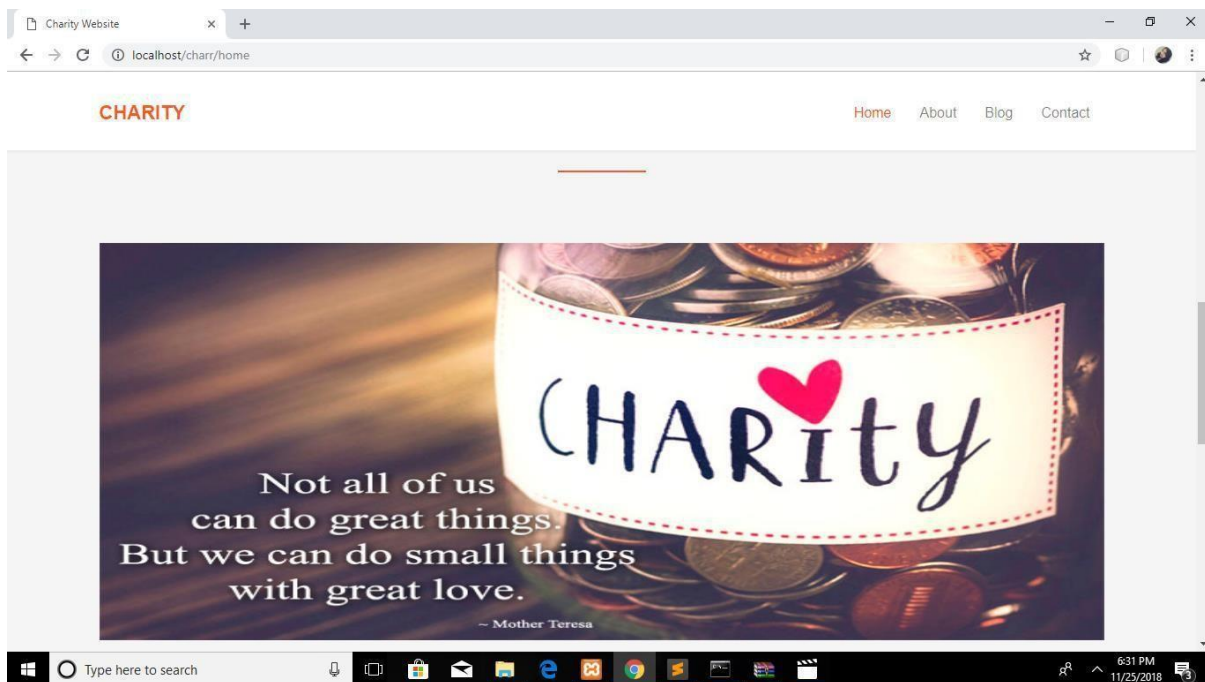 Charity Website
localhost/charr/home
CHARITY
Home About Blog Contact
CHARity
Not all of us
can do great things.
But we can do small things
with great love.
~ Mother Teresa
Type here to search
6:31 PM
11/25/2018
3